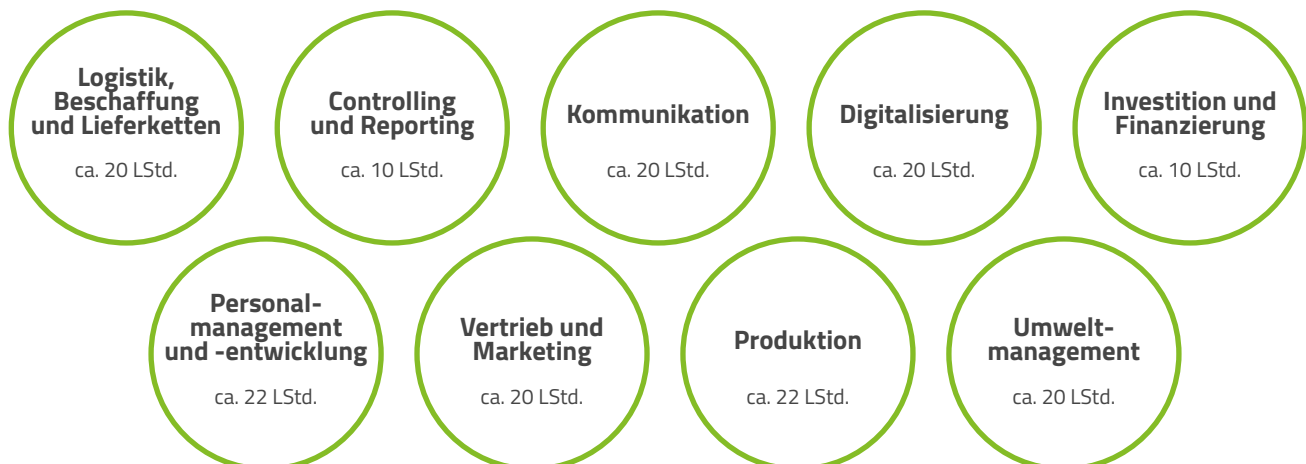 Logistik,
Beschaffung
und Lieferketten
ca. 20 LStd.
Controlling
und Reporting
ca. 10 LStd.
Kommunikation
ca. 20 LStd.
Digitalisierung
ca. 20 LStd.
Investition und
Finanzierung
ca. 10 LStd.
Personal-
management
und -entwicklung
ca. 22 LStd.
Vertrieb und
Marketing
ca. 20 LStd.
Produktion
ca. 22 LStd.
Umwelt-
management
ca. 20 LStd.